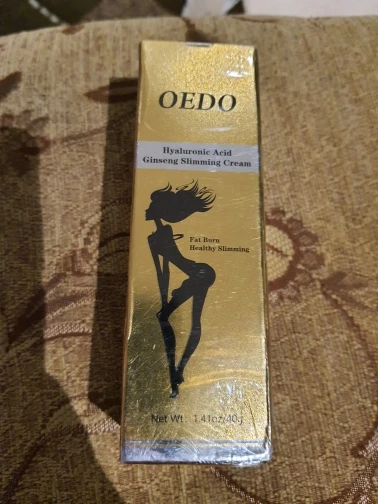 OEDO
Hyaluronic Acid
Ginseng Slimming Cream
Fat Burn
Healthy Slimming
Net Wt: 1.41oz/40g